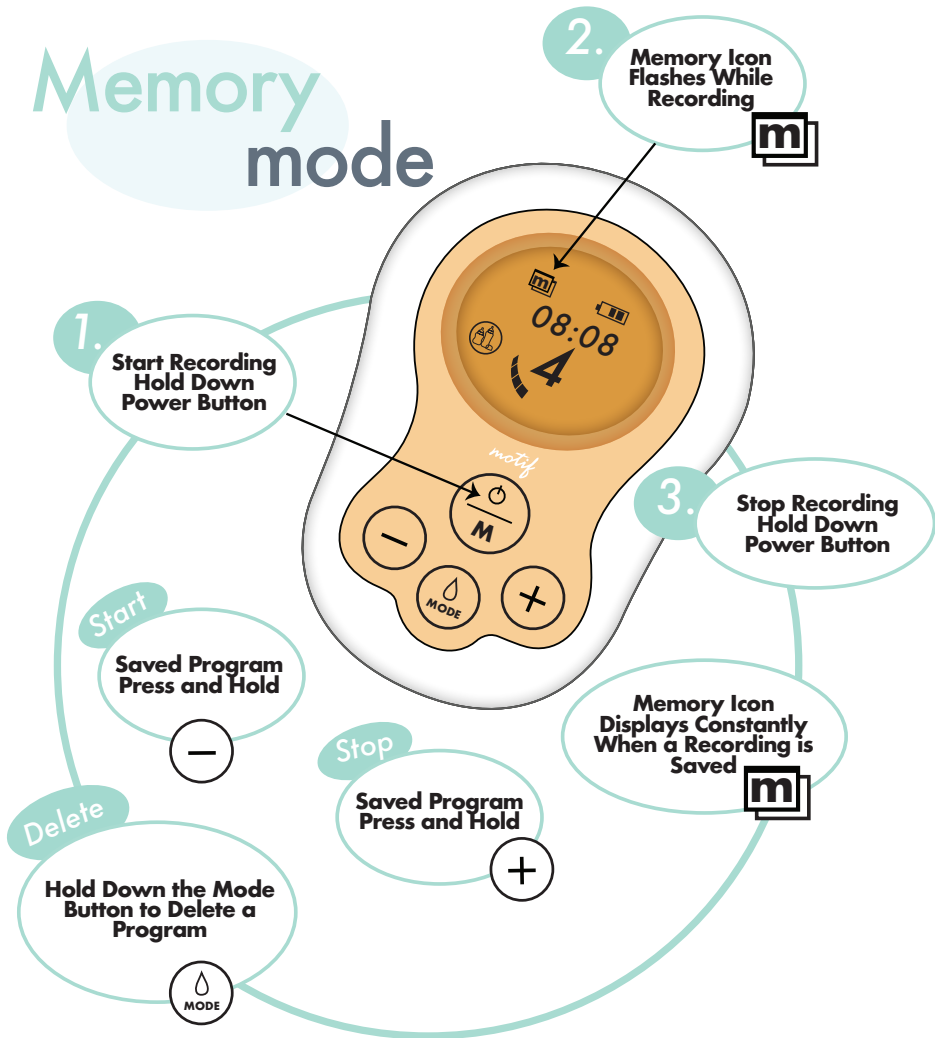 Memory
mode
2.
Memory Icon
Flashes While
Recording
m
1.
Start Recording
Hold Down
Power Button
m
08:08
4
motif
M
MODE
3.
Stop Recording
Hold Down
Power Button
Start
Saved Program
Press and Hold
Memory Icon
Displays Constantly
When a Recording is
Saved
m
Stop
Saved Program
Press and Hold
Delete
Hold Down the Mode
Button to Delete a
Program
MODE